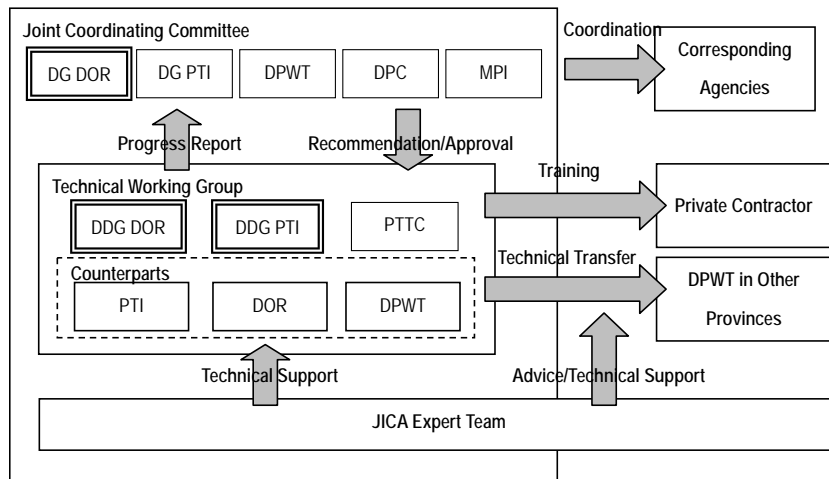 Joint Coordinating Committee
DG DOR
DG PTI
DPWT
DPC
MPI
Coordination
Corresponding
Agencies
Progress Report
Recommendation/Approval
Technical Working Group
DDG DOR
DDG PTI
PTTC
Training
Private Contractor
Counterparts
PTI
DOR
DPWT
Technical Transfer
DPWT in Other
Provinces
Technical Support
Advice/Technical Support
JICA Expert Team